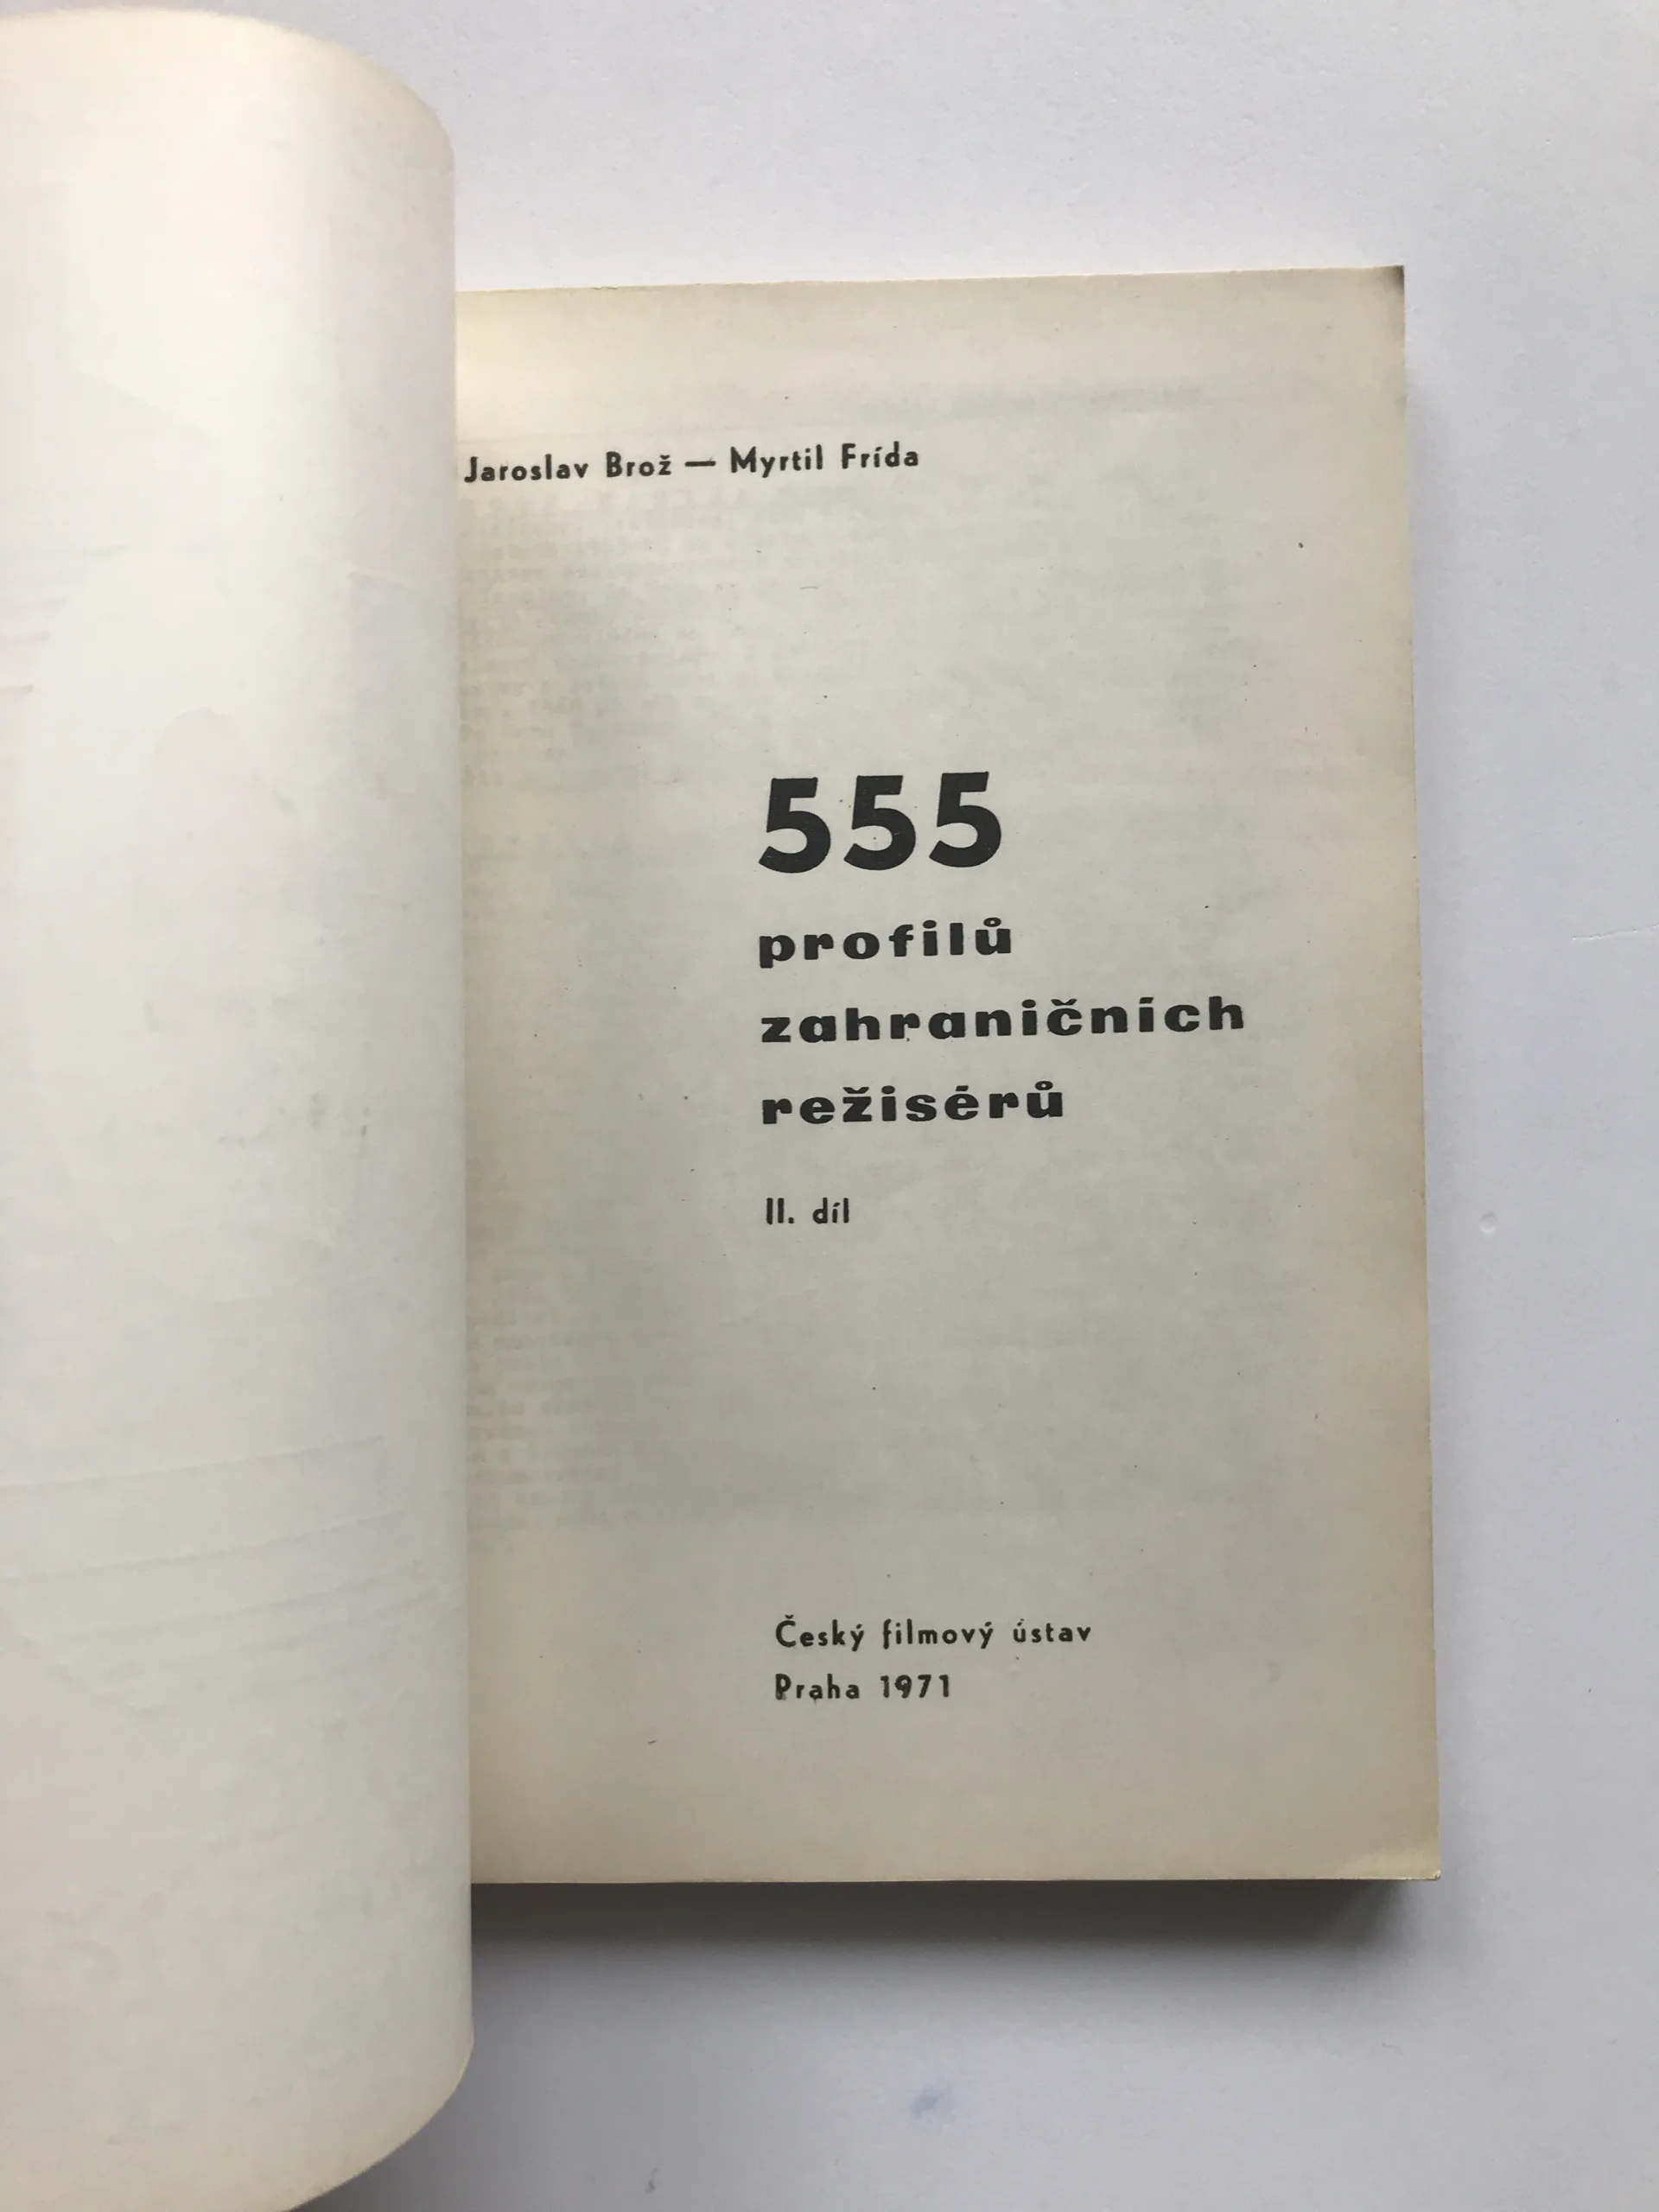 Jaroslav Brož — Myrtil Frída
555
profilů
zahraničních
režisérů
II. díl
Český filmový ústav
Praha 1971